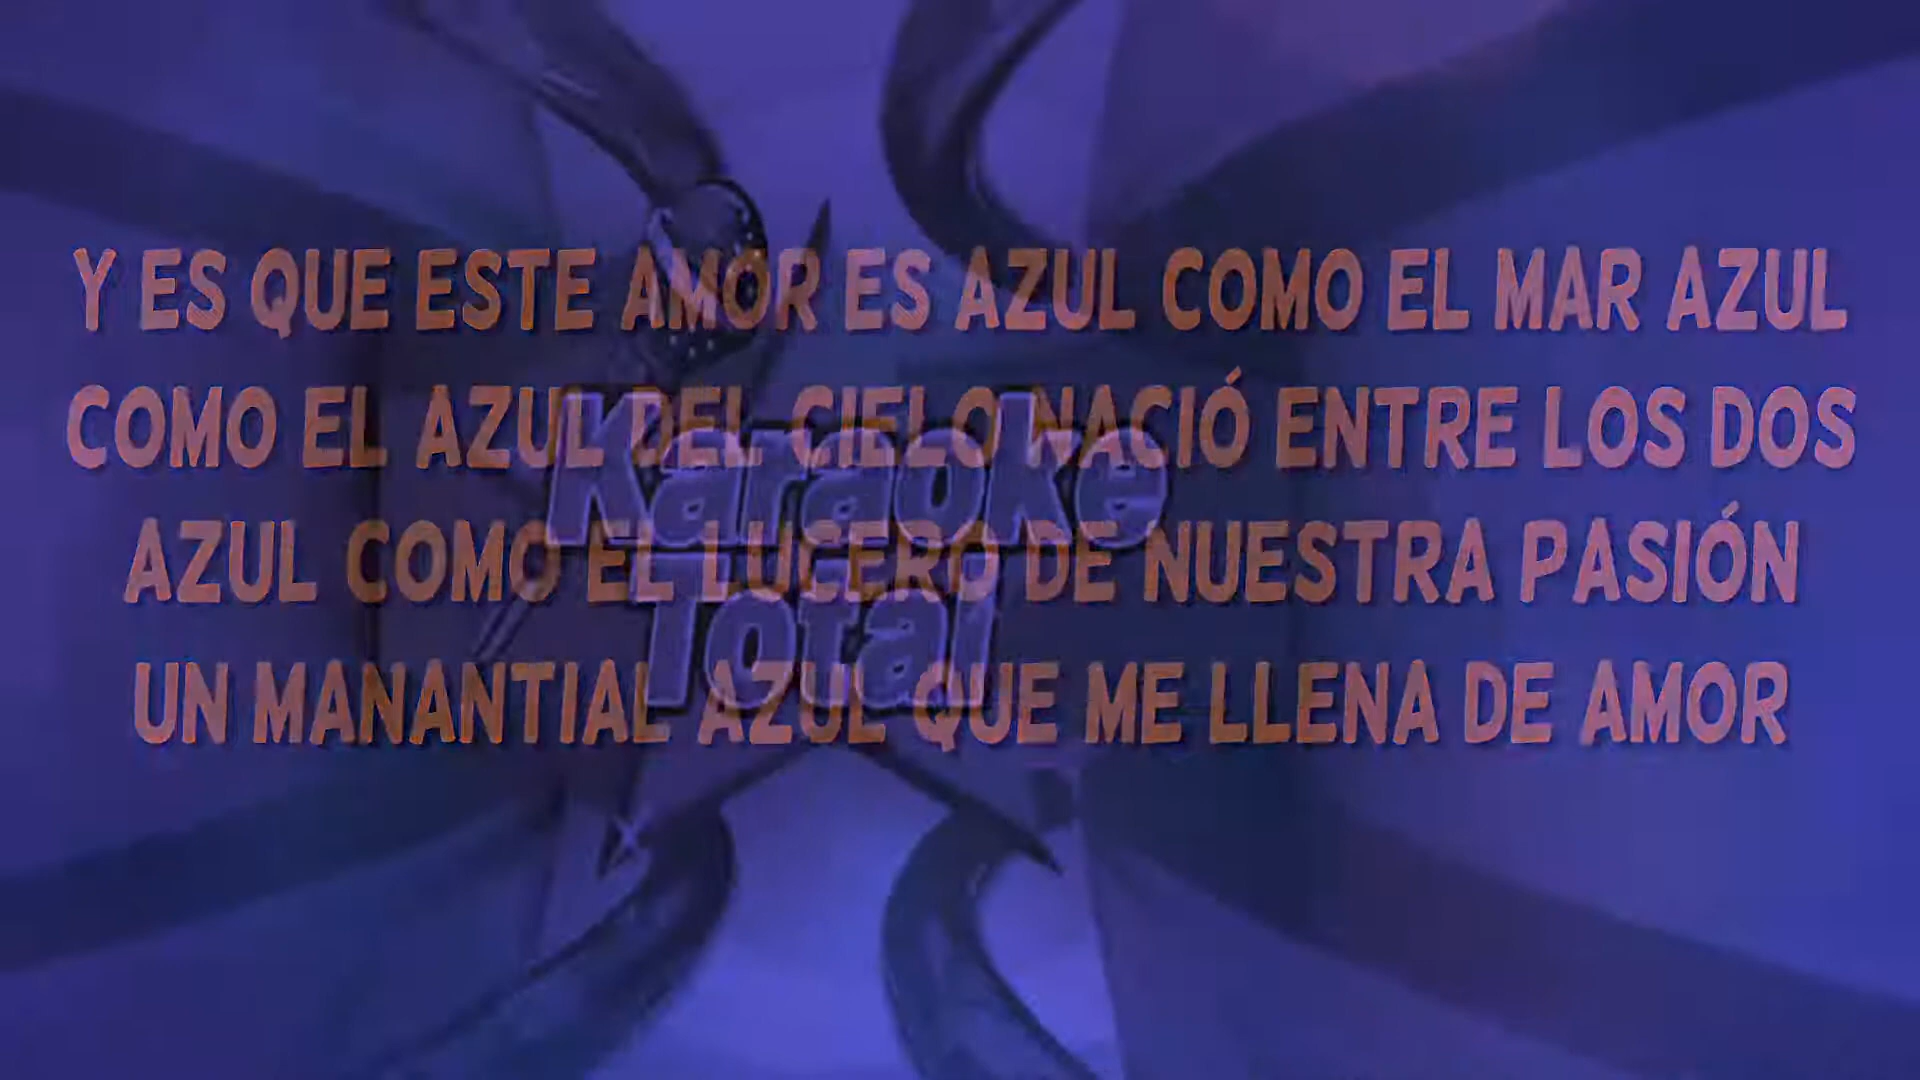 Y ES QUE ESTE AMOR ES AZUL COMO EL MAR AZUL
COMO EL AZUL DEL CIELO NACIÓ ENTRE LOS DOS
AZUL COMO EL LUCERO DE NUESTRA PASIÓN
UN MANANTIAL AZUL QUE ME LLENA DE AMOR
Karaoke
Total